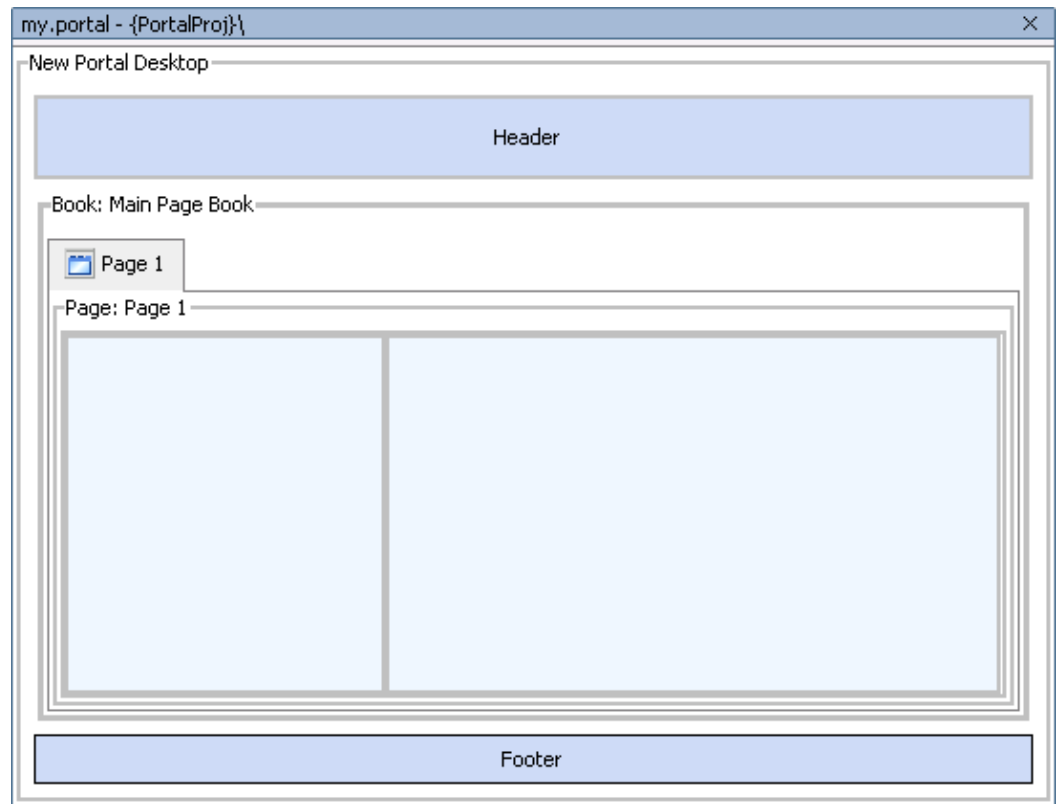 my.portal - {PortalProj}\
New Portal Desktop
Header
Book: Main Page Book
Page 1
Page: Page 1
Footer